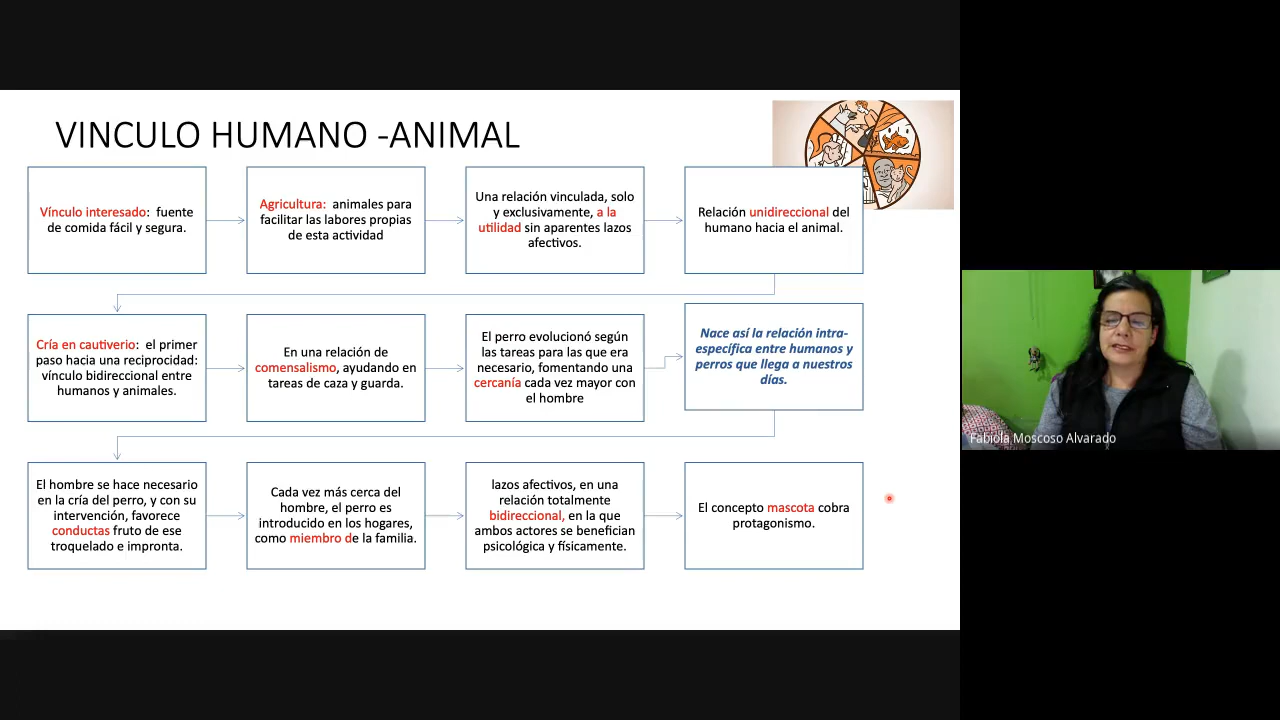 VINCULO HUMANO -ANIMAL
Vínculo interesado: fuente
de comida fácil y segura.
Agricultura: animales para
facilitar las labores propias
de esta actividad
Una relación vinculada, solo
y exclusivamente, a la
utilidad sin aparentes lazos
afectivos.
Relación unidireccional del
humano hacia el animal.
Cría en cautiverio: el primer
paso hacia una reciprocidad:
vínculo bidireccional entre
humanos y animales.
En una relación de
comensalismo, ayudando en
tareas de caza y guarda.
El perro evolucionó según
las tareas para las que era
necesario, fomentando una
cercanía cada vez mayor con
el hombre
Nace así la relación intra-
específica entre humanos y
perros que llega a nuestros
días.
El hombre se hace necesario
en la cría del perro, y con su
intervención, favorece
conductas fruto de ese
troquelado e impronta.
Cada vez más cerca del
hombre, el perro es
introducido en los hogares,
como miembro de la familia.
lazos afectivos, en una
relación totalmente
bidireccional, en la que
ambos actores se benefician
psicológica y físicamente.
El concepto mascota cobra
protagonismo.
Fabiola Moscoso Alvarado